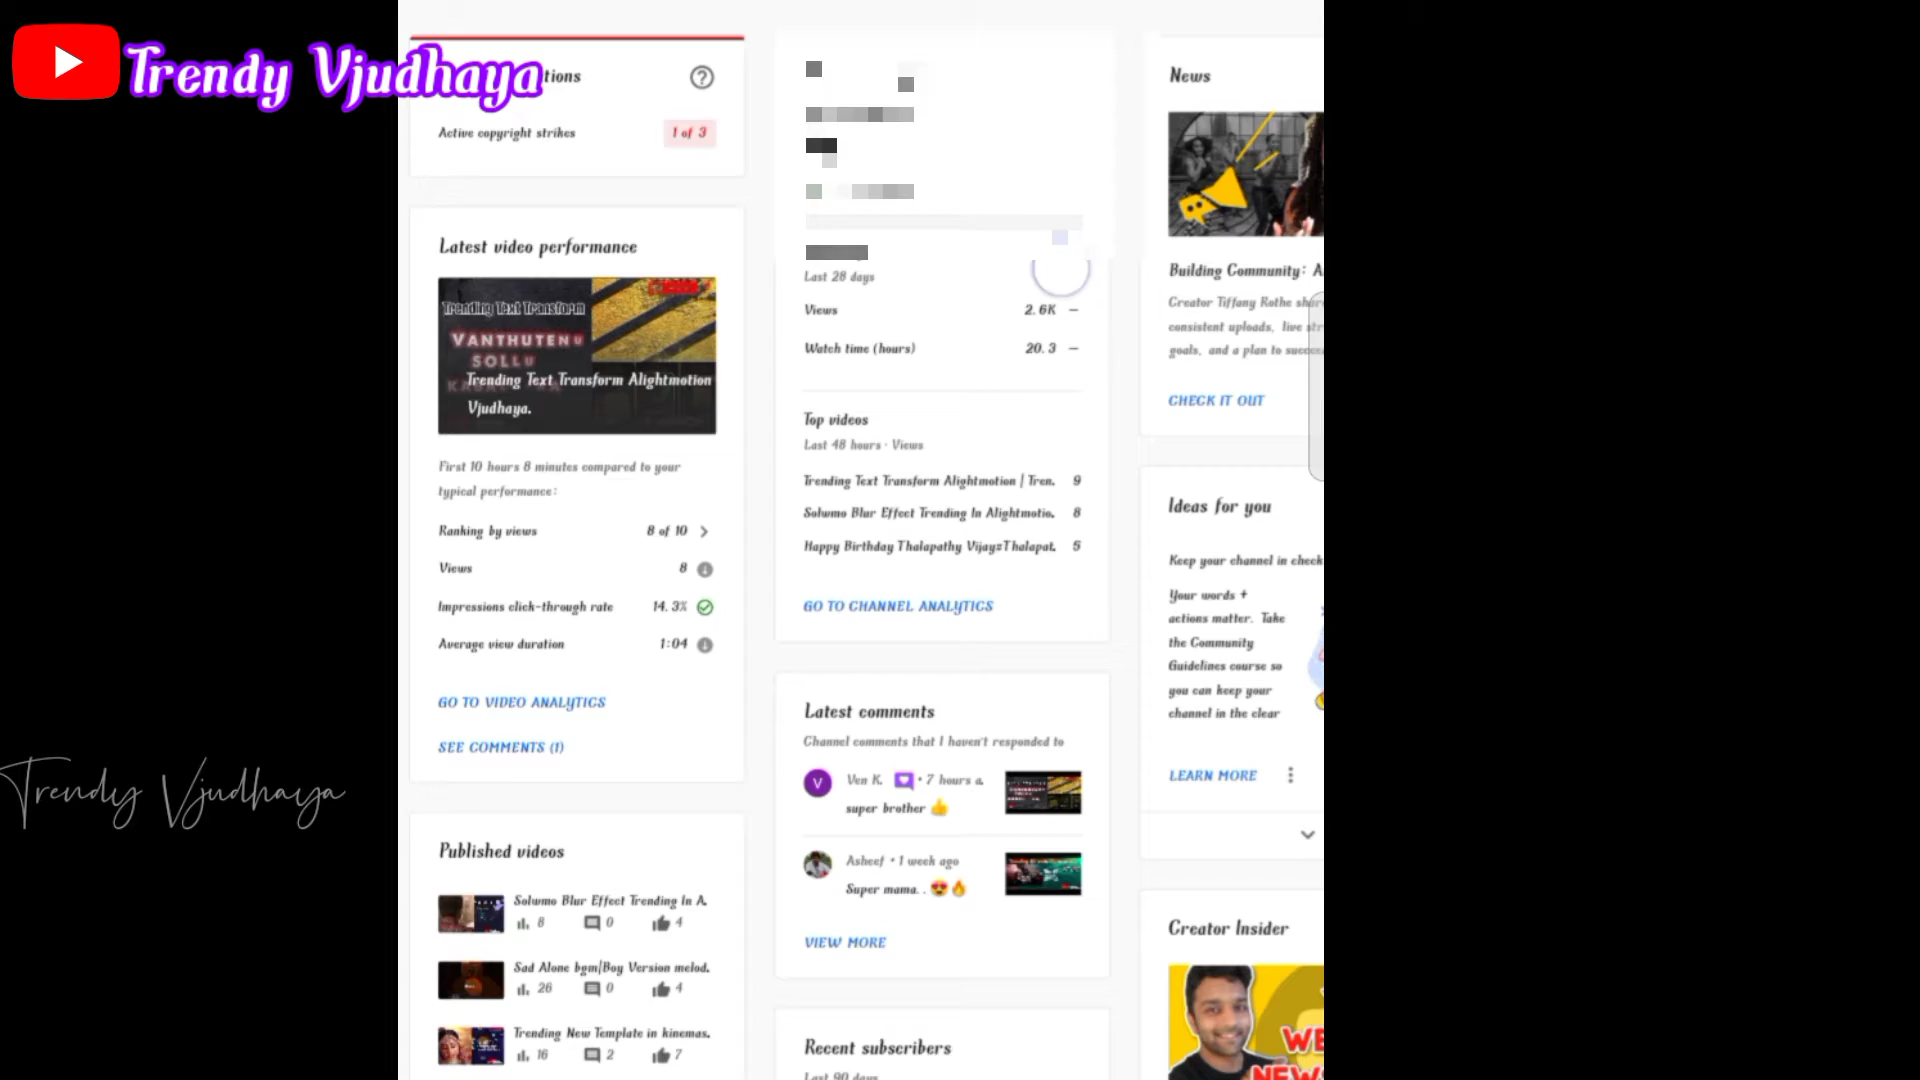 Trendy Vjudhaya
tions
Active copyright strikes
1 of 3
Latest video performance
Trending Text Transform
VANTHUTENU
SOLLU
Trending Text Transform Alightmotion
Vjudhaya.
First 10 hours 8 minutes compared to your
typical performance:
Ranking by views 8 of 10
Views 8
Impressions click-through rate 14.3%
Average view duration 1:04
GO TO VIDEO ANALYTICS
SEE COMMENTS (1)
Published videos
Solwmo Blur Effect Trending In A.
8 0 4
Sad Alone bgm|Boy Version melod.
26 0 4
Trending New Template in kinemas.
16 2 7
Last 28 days
Views 2.6K —
Watch time (hours) 20.3 —
Top videos
Last 48 hours · Views
Trending Text Transform Alightmotion | Tren. 9
Solwmo Blur Effect Trending In Alightmotio. 8
Happy Birthday Thalapathy Vijay#Thalapat. 5
GO TO CHANNEL ANALYTICS
Latest comments
Channel comments that I haven't responded to
V
Ven K. • 7 hours a.
super brother 👍
Asheef • 1 week ago
Super mama. . 😍🔥
VIEW MORE
Recent subscribers
Last 90 days
News
Building Community: A
Creator Tiffany Rothe sha
consistent uploads, live str
goals, and a plan to succe
CHECK IT OUT
Ideas for you
Keep your channel in check
Your words +
actions matter. Take
the Community
Guidelines course so
you can keep your
channel in the clear
LEARN MORE
Creator Insider
WE
NEWS
Trendy Vjudhaya